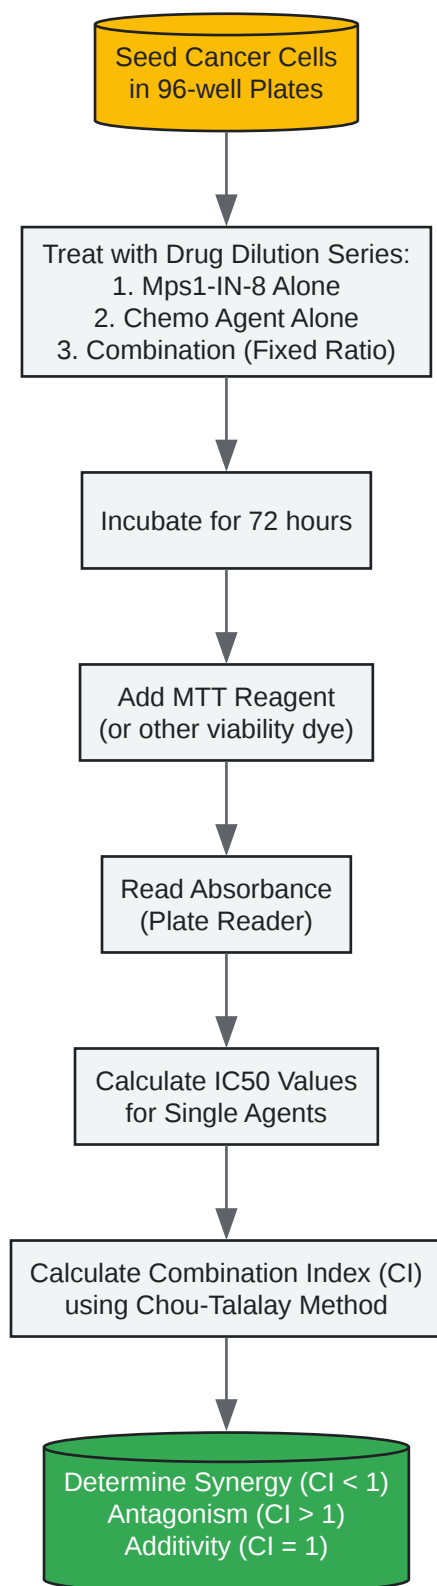 Seed Cancer Cells
in 96-well Plates
Treat with Drug Dilution Series:
1. Mps1-IN-8 Alone
2. Chemo Agent Alone
3. Combination (Fixed Ratio)
Incubate for 72 hours
Add MTT Reagent
(or other viability dye)
Read Absorbance
(Plate Reader)
Calculate IC50 Values
for Single Agents
Calculate Combination Index (CI)
using Chou-Talalay Method
Determine Synergy (CI < 1)
Antagonism (CI > 1)
Additivity (CI = 1)